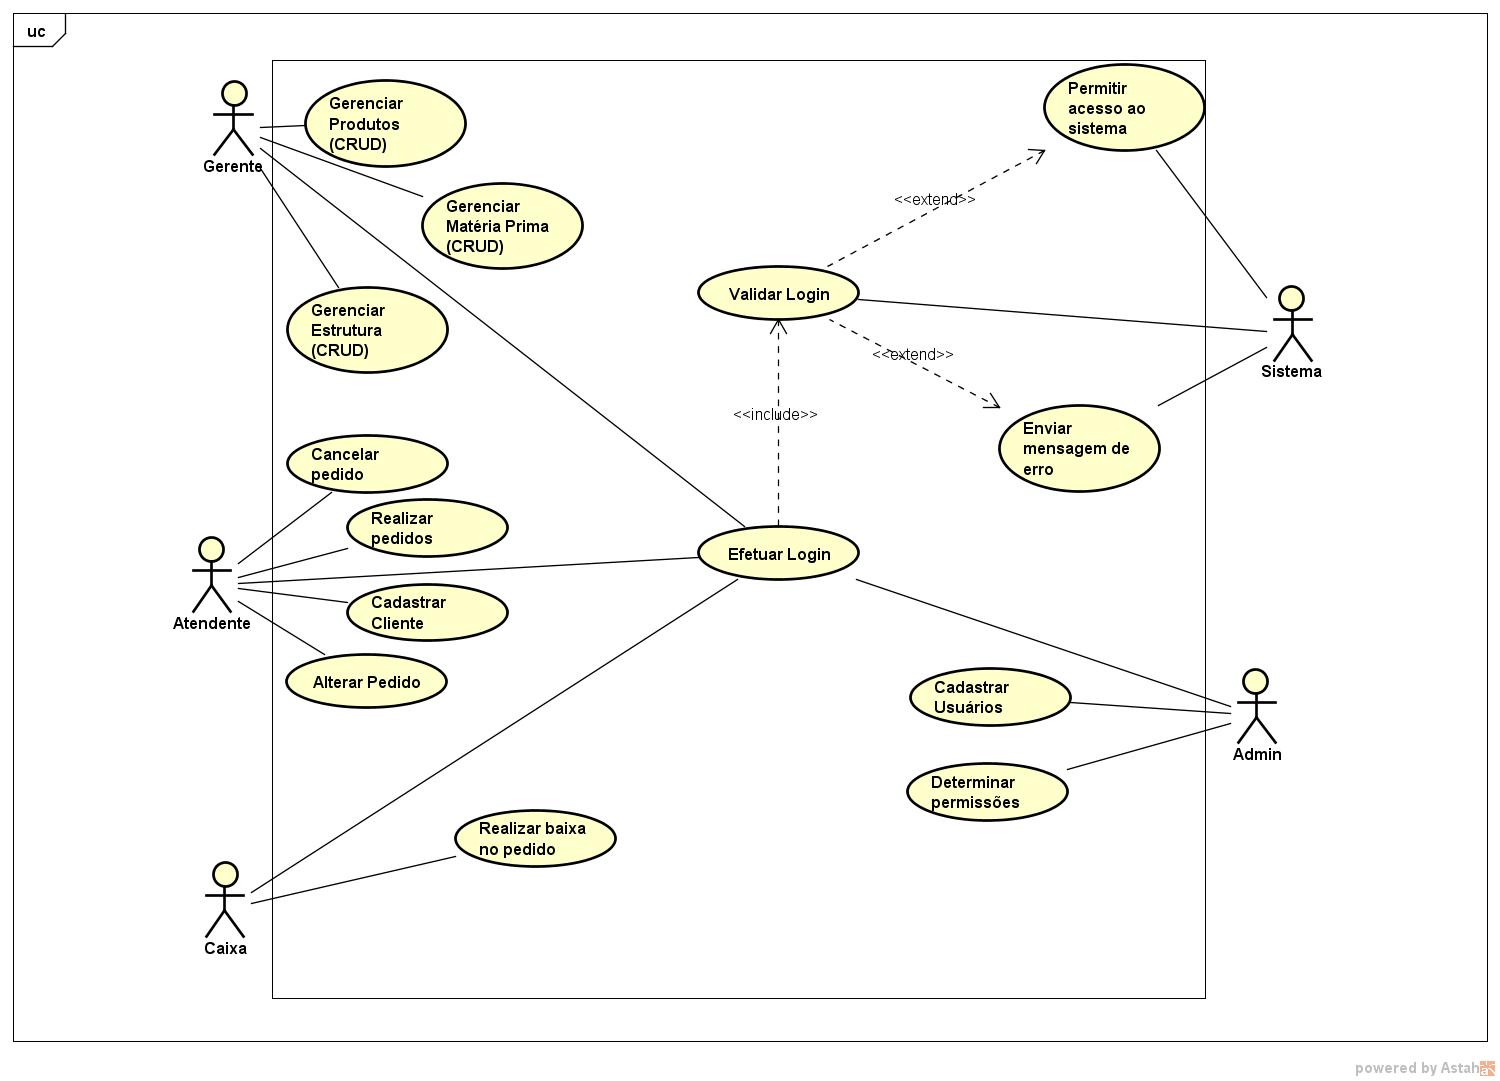 uc
Gerente
Gerenciar
Produtos
(CRUD)
Gerenciar
Matéria Prima
(CRUD)
Gerenciar
Estrutura
(CRUD)
Permitir
acesso ao
sistema
<<extend>>
Validar Login
<<extend>>
Sistema
<<include>>
Enviar
mensagem de
erro
Cancelar
pedido
Realizar
pedidos
Efetuar Login
Atendente
Cadastrar
Cliente
Alterar Pedido
Cadastrar
Usuários
Admin
Determinar
permissões
Realizar baixa
no pedido
Caixa
powered by Astah